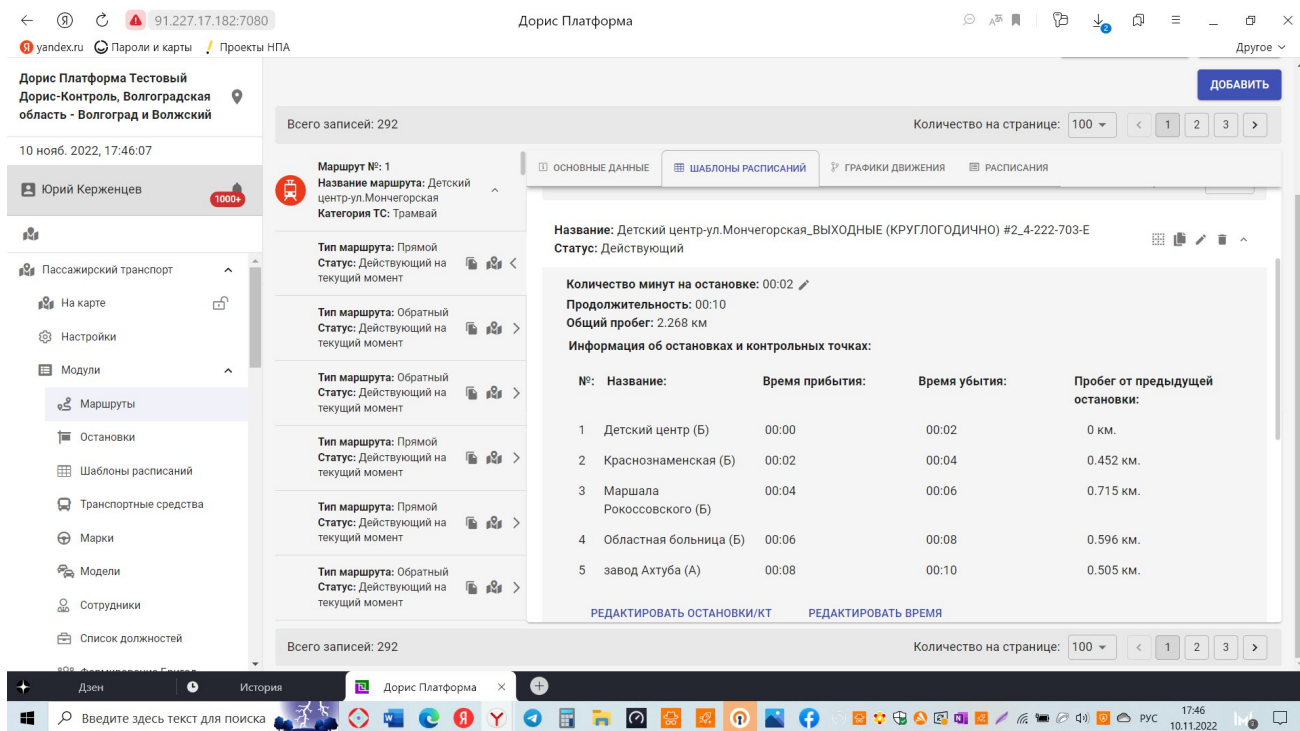 91.227.17.182:7080
Дорис Платформа
2
yandex.ru
Пароли и карты
Проекты НПА
Другое
Дорис Платформа Тестовый
Дорис-Контроль, Волгоградская
область - Волгоград и Волжский
10 нояб. 2022, 17:46:07
Юрий Керженцев
1000+
Пассажирский транспорт
На карте
Настройки
Модули
Маршруты
Остановки
Шаблоны расписаний
Транспортные средства
Марки
Модели
Сотрудники
Список должностей
ДОБАВИТЬ
Всего записей: 292
Количество на странице: 100 < 1 2 3 >
Маршрут №: 1
Название маршрута: Детский
центр-ул.Мончегорская
Категория ТС: Трамвай
Тип маршрута: Прямой
Статус: Действующий на
текущий момент
Тип маршрута: Обратный
Статус: Действующий на
текущий момент
Тип маршрута: Обратный
Статус: Действующий на
текущий момент
Тип маршрута: Прямой
Статус: Действующий на
текущий момент
Тип маршрута: Прямой
Статус: Действующий на
текущий момент
Тип маршрута: Обратный
Статус: Действующий на
текущий момент
ОСНОВНЫЕ ДАННЫЕ
ШАБЛОНЫ РАСПИСАНИЙ
ГРАФИКИ ДВИЖЕНИЯ
РАСПИСАНИЯ
Название: Детский центр-ул.Мончегорская_ВЫХОДНЫЕ (КРУГЛОГОДИЧНО) #2_4-222-703-E
Статус: Действующий
Количество минут на остановке: 00:02
Продолжительность: 00:10
Общий пробег: 2.268 км
Информация об остановках и контрольных точках:
№: Название: Время прибытия: Время убытия: Пробег от предыдущей
остановки:
1 Детский центр (Б) 00:00 00:02 0 км.
2 Краснознаменская (Б) 00:02 00:04 0.452 км.
3 Маршала 00:04 00:06 0.715 км.
Рокоссовского (Б)
4 Областная больница (Б) 00:06 00:08 0.596 км.
5 завод Ахтуба (А) 00:08 00:10 0.505 км.
РЕДАКТИРОВАТЬ ОСТАНОВКИ/КТ
РЕДАКТИРОВАТЬ ВРЕМЯ
Всего записей: 292
Количество на странице: 100 < 1 2 3 >
Дзен
История
Дорис Платформа
Введите здесь текст для поиска
РУС
17:46
10.11.2022